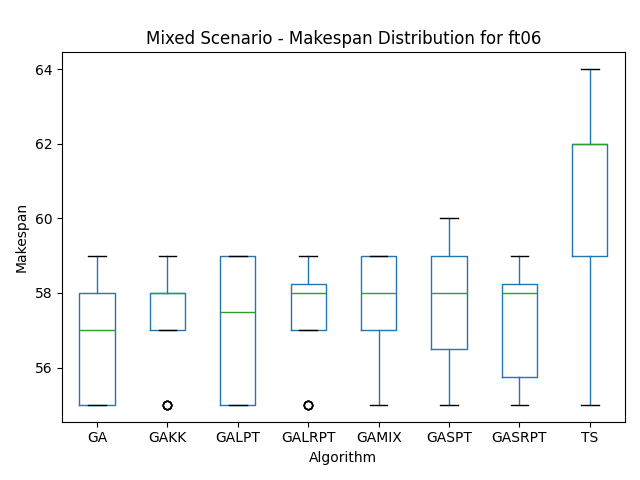 Mixed Scenario - Makespan Distribution for ft06
64
62
60
58
56
Makespan
GA GAKK GALPT GALRPT GAMIX GASPT GASRPT TS
Algorithm